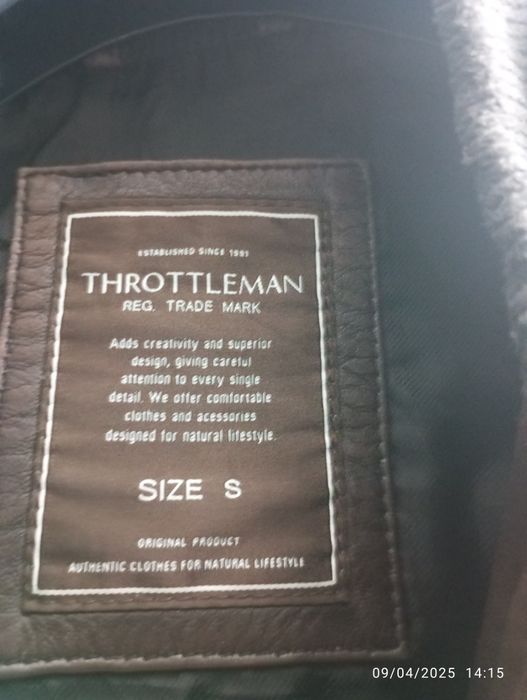 ESTABLISHED SINCE 1991
THROTTLEMAN
REG. TRADE MARK
Adds creativity and superior
design, giving careful
attention to every single
detail. We offer comfortable
clothes and acessories
designed for natural lifestyle.
SIZE S
ORIGINAL PRODUCT
AUTHENTIC CLOTHES FOR NATURAL LIFESTYLE
09/04/2025 14:15